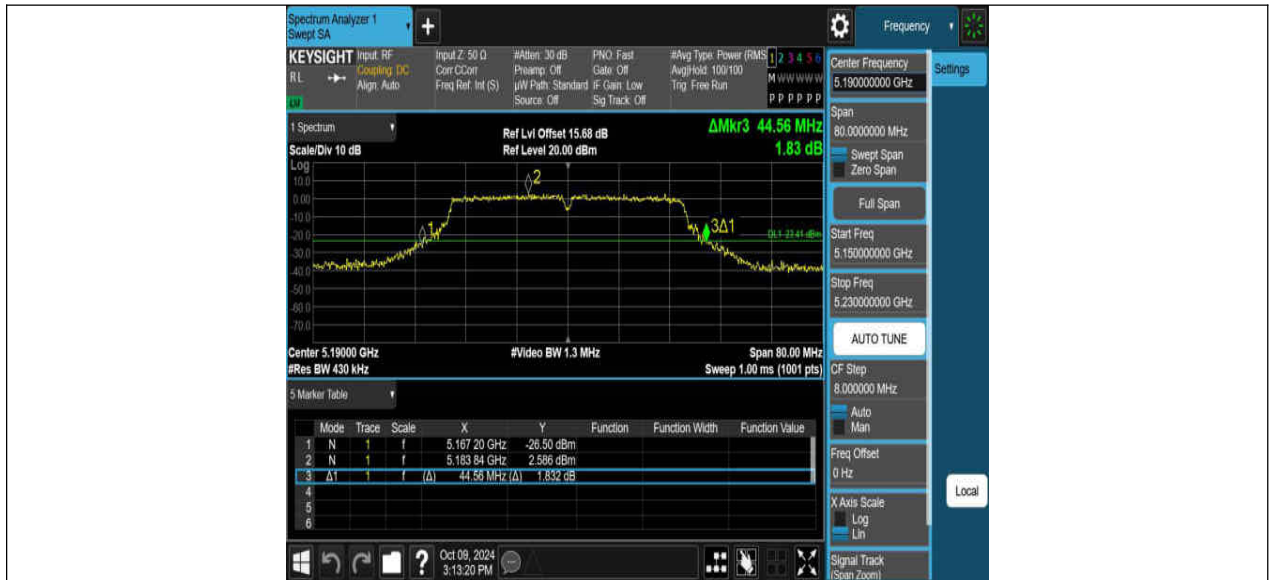 Spectrum Analyzer 1
Swept SA
+
Frequency
KEYSIGHT
RL
Input: RF
Coupling: DC
Align: Auto
Input Z: 50 Ω
Corr CCorr
Freq Ref: Int (S)
#Atten: 30 dB
Preamp: Off
µW Path: Standard
Source: Off
PNO: Fast
Gate: Off
IF Gain: Low
Sig Track: Off
#Avg Type: Power (RMS
Avg|Hold: 100/100
Trig: Free Run
1 2 3 4 5 6
M W W W W W
P P P P P P
1 Spectrum
Scale/Div 10 dB
Ref Lvl Offset 15.68 dB
Ref Level 20.00 dBm
ΔMkr3 44.56 MHz
1.83 dB
Log
10.0
0.00
-10.0
-20.0
-30.0
-40.0
-50.0
-60.0
-70.0
1
2
3Δ1
DL1 -23.41 dBm
Center 5.19000 GHz
#Res BW 430 kHz
#Video BW 1.3 MHz
Span 80.00 MHz
Sweep 1.00 ms (1001 pts)
5 Marker Table
Mode Trace Scale X Y Function Function Width Function Value
1 N 1 f 5.167 20 GHz -26.50 dBm
2 N 1 f 5.183 84 GHz 2.586 dBm
3 Δ1 1 f (Δ) 44.56 MHz (Δ) 1.832 dB
4
5
6
?
Oct 09, 2024
3:13:20 PM
Center Frequency
5.190000000 GHz
Settings
Span
80.0000000 MHz
Swept Span
Zero Span
Full Span
Start Freq
5.150000000 GHz
Stop Freq
5.230000000 GHz
AUTO TUNE
CF Step
8.000000 MHz
Auto
Man
Freq Offset
0 Hz
X Axis Scale
Log
Lin
Local
Signal Track
(Span Zoom)